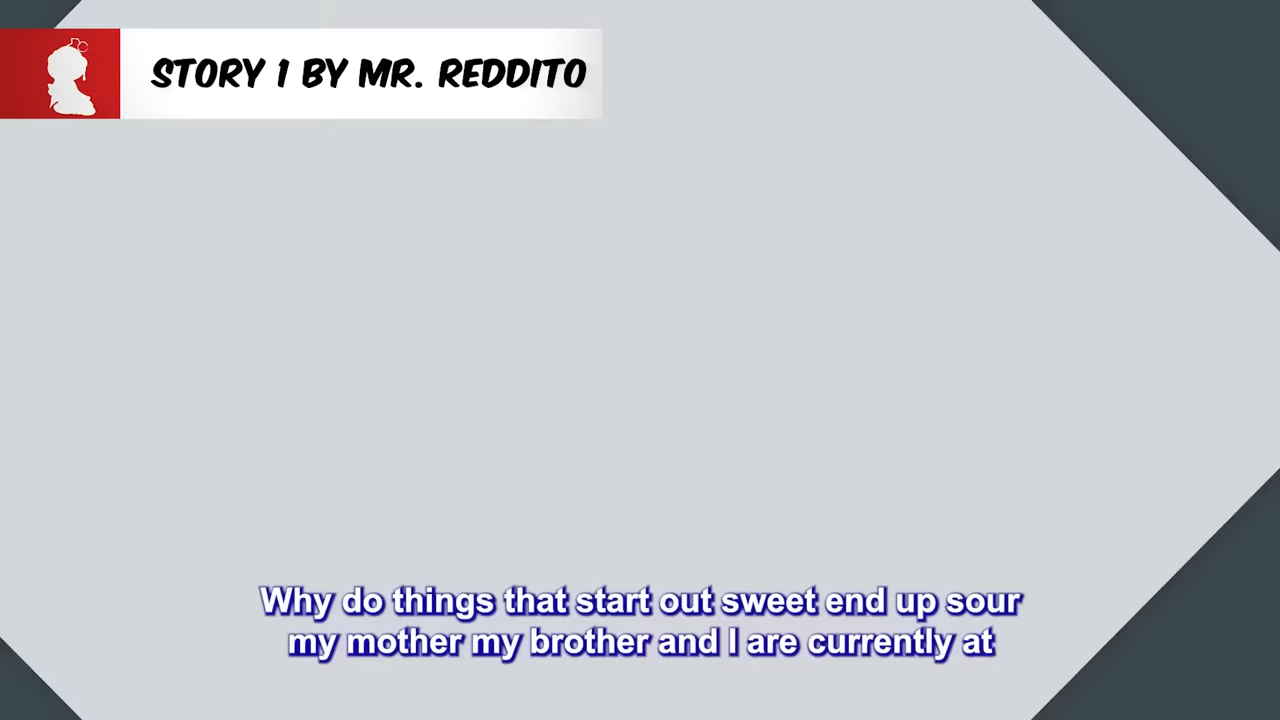 STORY 1 BY MR. REDDITO
Why do things that start out sweet end up sour
my mother my brother and I are currently at